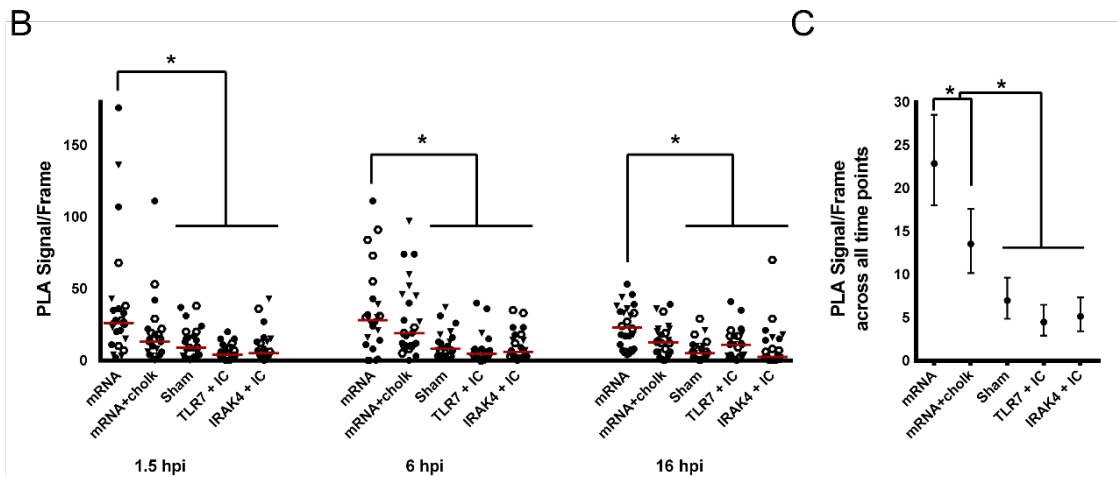 B
PLA Signal/Frame
150
100
50
0
*
*
*
mRNA
mRNA+cholk
Sham
TLR7 + IC
IRAK4 + IC
mRNA
mRNA+cholk
Sham
TLR7 + IC
IRAK4 + IC
mRNA
mRNA+cholk
Sham
TLR7 + IC
IRAK4 + IC
1.5 hpi
6 hpi
16 hpi
C
PLA Signal/Frame
across all time points
30
25
20
15
10
5
0
*
*
mRNA
mRNA+cholk
Sham
TLR7 + IC
IRAK4 + IC